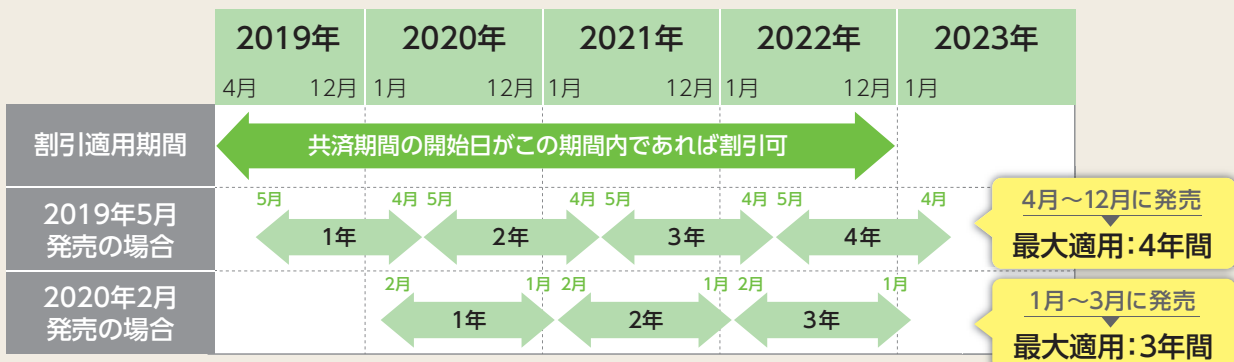 2019年 2020年 2021年 2022年 2023年
4月 12月 1月 12月 1月 12月 1月 12月 1月
割引適用期間
共済期間の開始日がこの期間内であれば割引可
2019年5月
発売の場合
5月 4月 5月 4月 5月 4月 5月 4月
1年 2年 3年 4年
4月～12月に発売
最大適用：4年間
2020年2月
発売の場合
2月 1月 2月 1月 2月 1月
1年 2年 3年
1月～3月に発売
最大適用：3年間